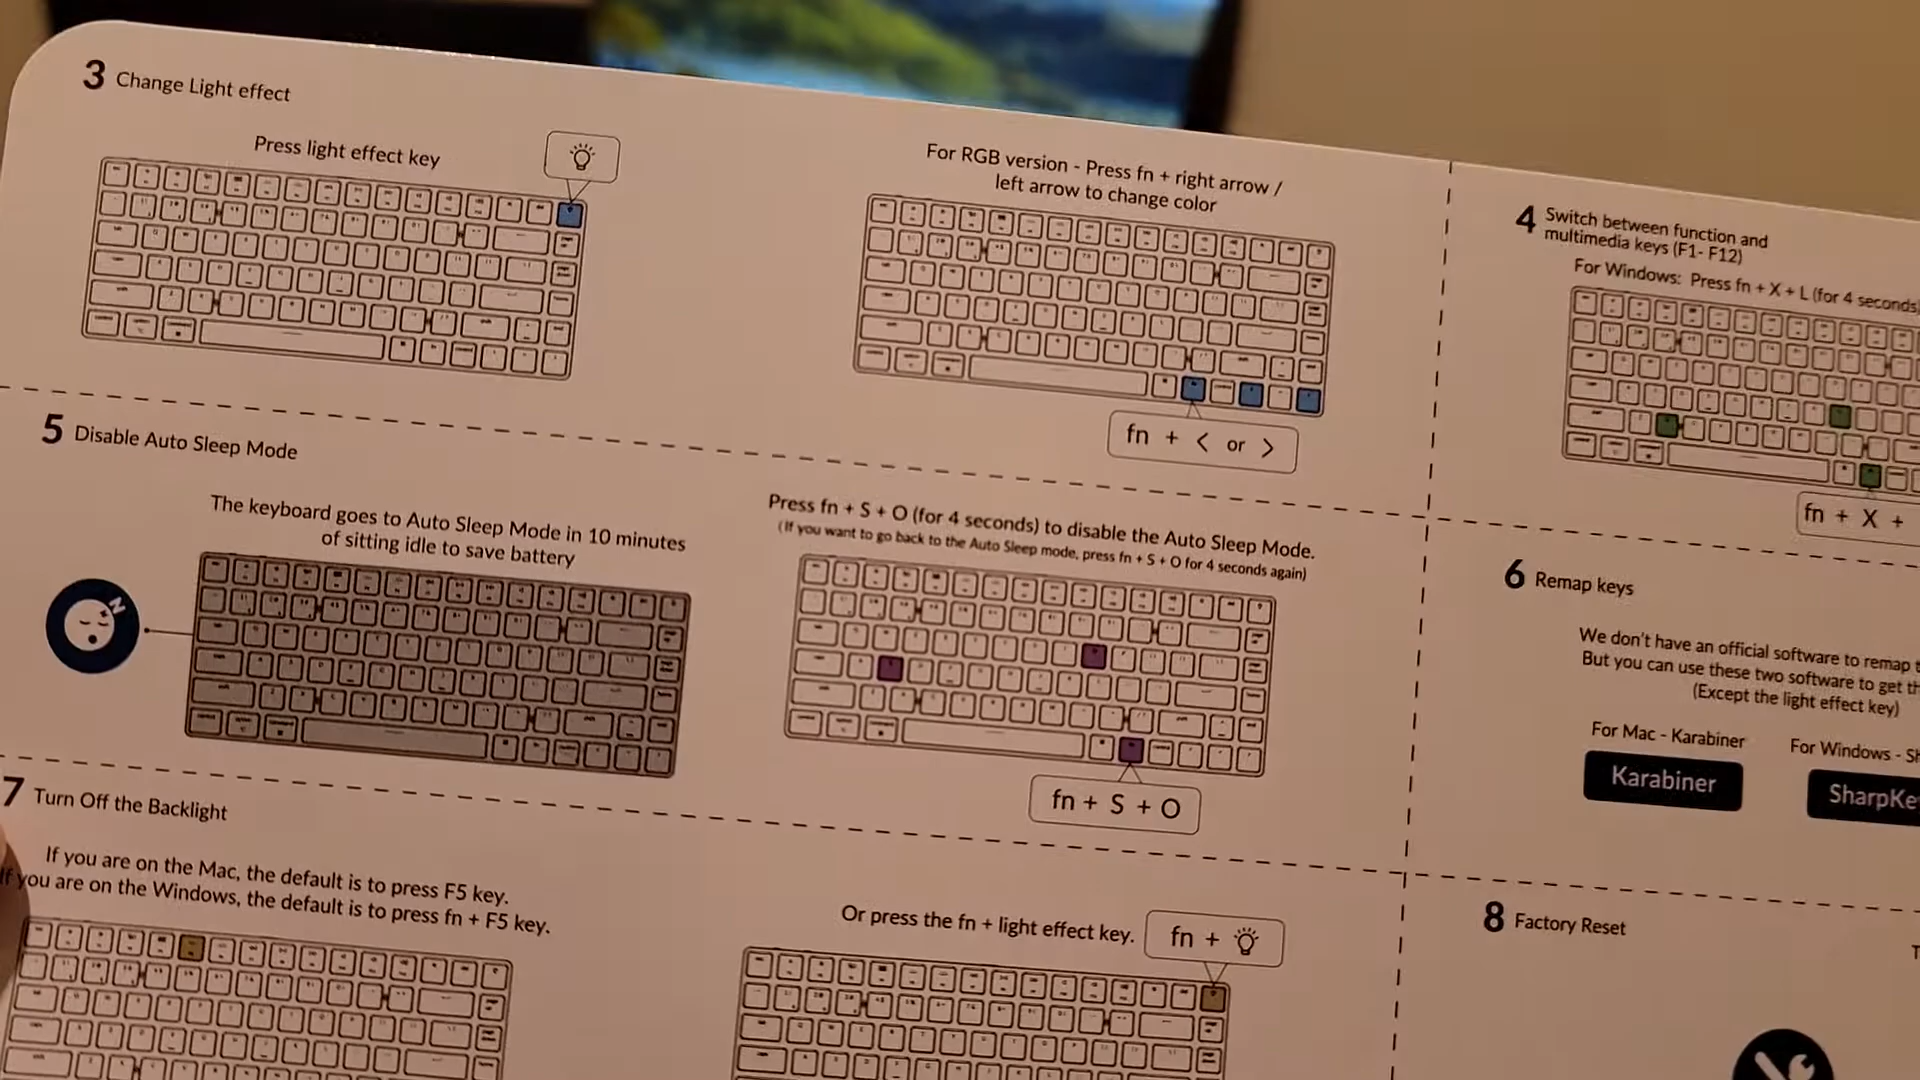 3 Change Light effect
Press light effect key
For RGB version - Press fn + right arrow /
left arrow to change color
fn + < or >
4 Switch between function and
multimedia keys (F1- F12)
For Windows: Press fn + X + L (for 4 seconds
fn + X +
5 Disable Auto Sleep Mode
The keyboard goes to Auto Sleep Mode in 10 minutes
of sitting idle to save battery
Press fn + S + O (for 4 seconds) to disable the Auto Sleep Mode.
(If you want to go back to the Auto Sleep mode, press fn + S + O for 4 seconds again)
fn + S + O
6 Remap keys
We don't have an official software to remap
But you can use these two software to get
(Except the light effect key)
For Mac - Karabiner
Karabiner
For Windows -
SharpKe
7 Turn Off the Backlight
If you are on the Mac, the default is to press F5 key.
If you are on the Windows, the default is to press fn + F5 key.
Or press the fn + light effect key.
fn +
8 Factory Reset